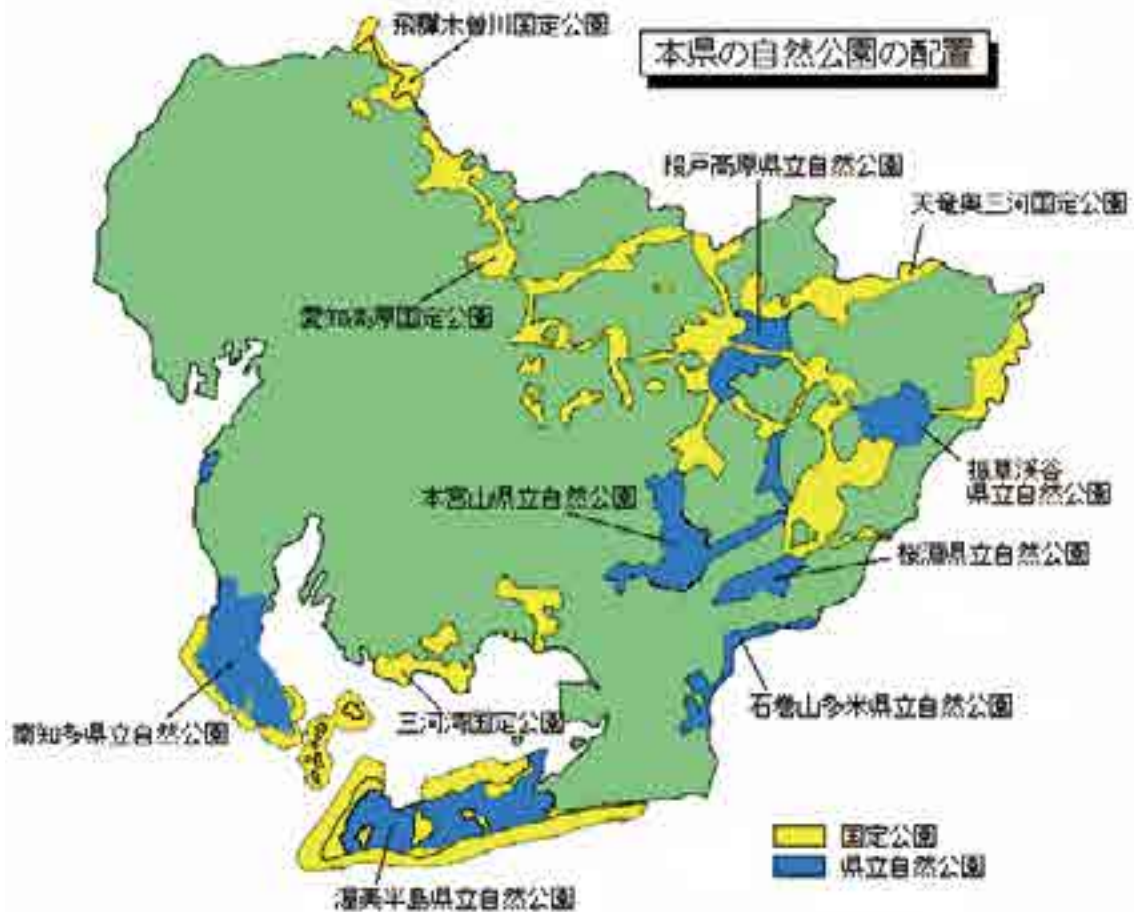 飛騨木曽川国定公園
本県の自然公園の配置
段戸高原県立自然公園
天竜奥三河国定公園
愛知高原国定公園
振草渓谷
県立自然公園
本宮山県立自然公園
桜淵県立自然公園
石巻山多米県立自然公園
南知多県立自然公園
三河湾国定公園
国定公園
県立自然公園
渥美半島県立自然公園